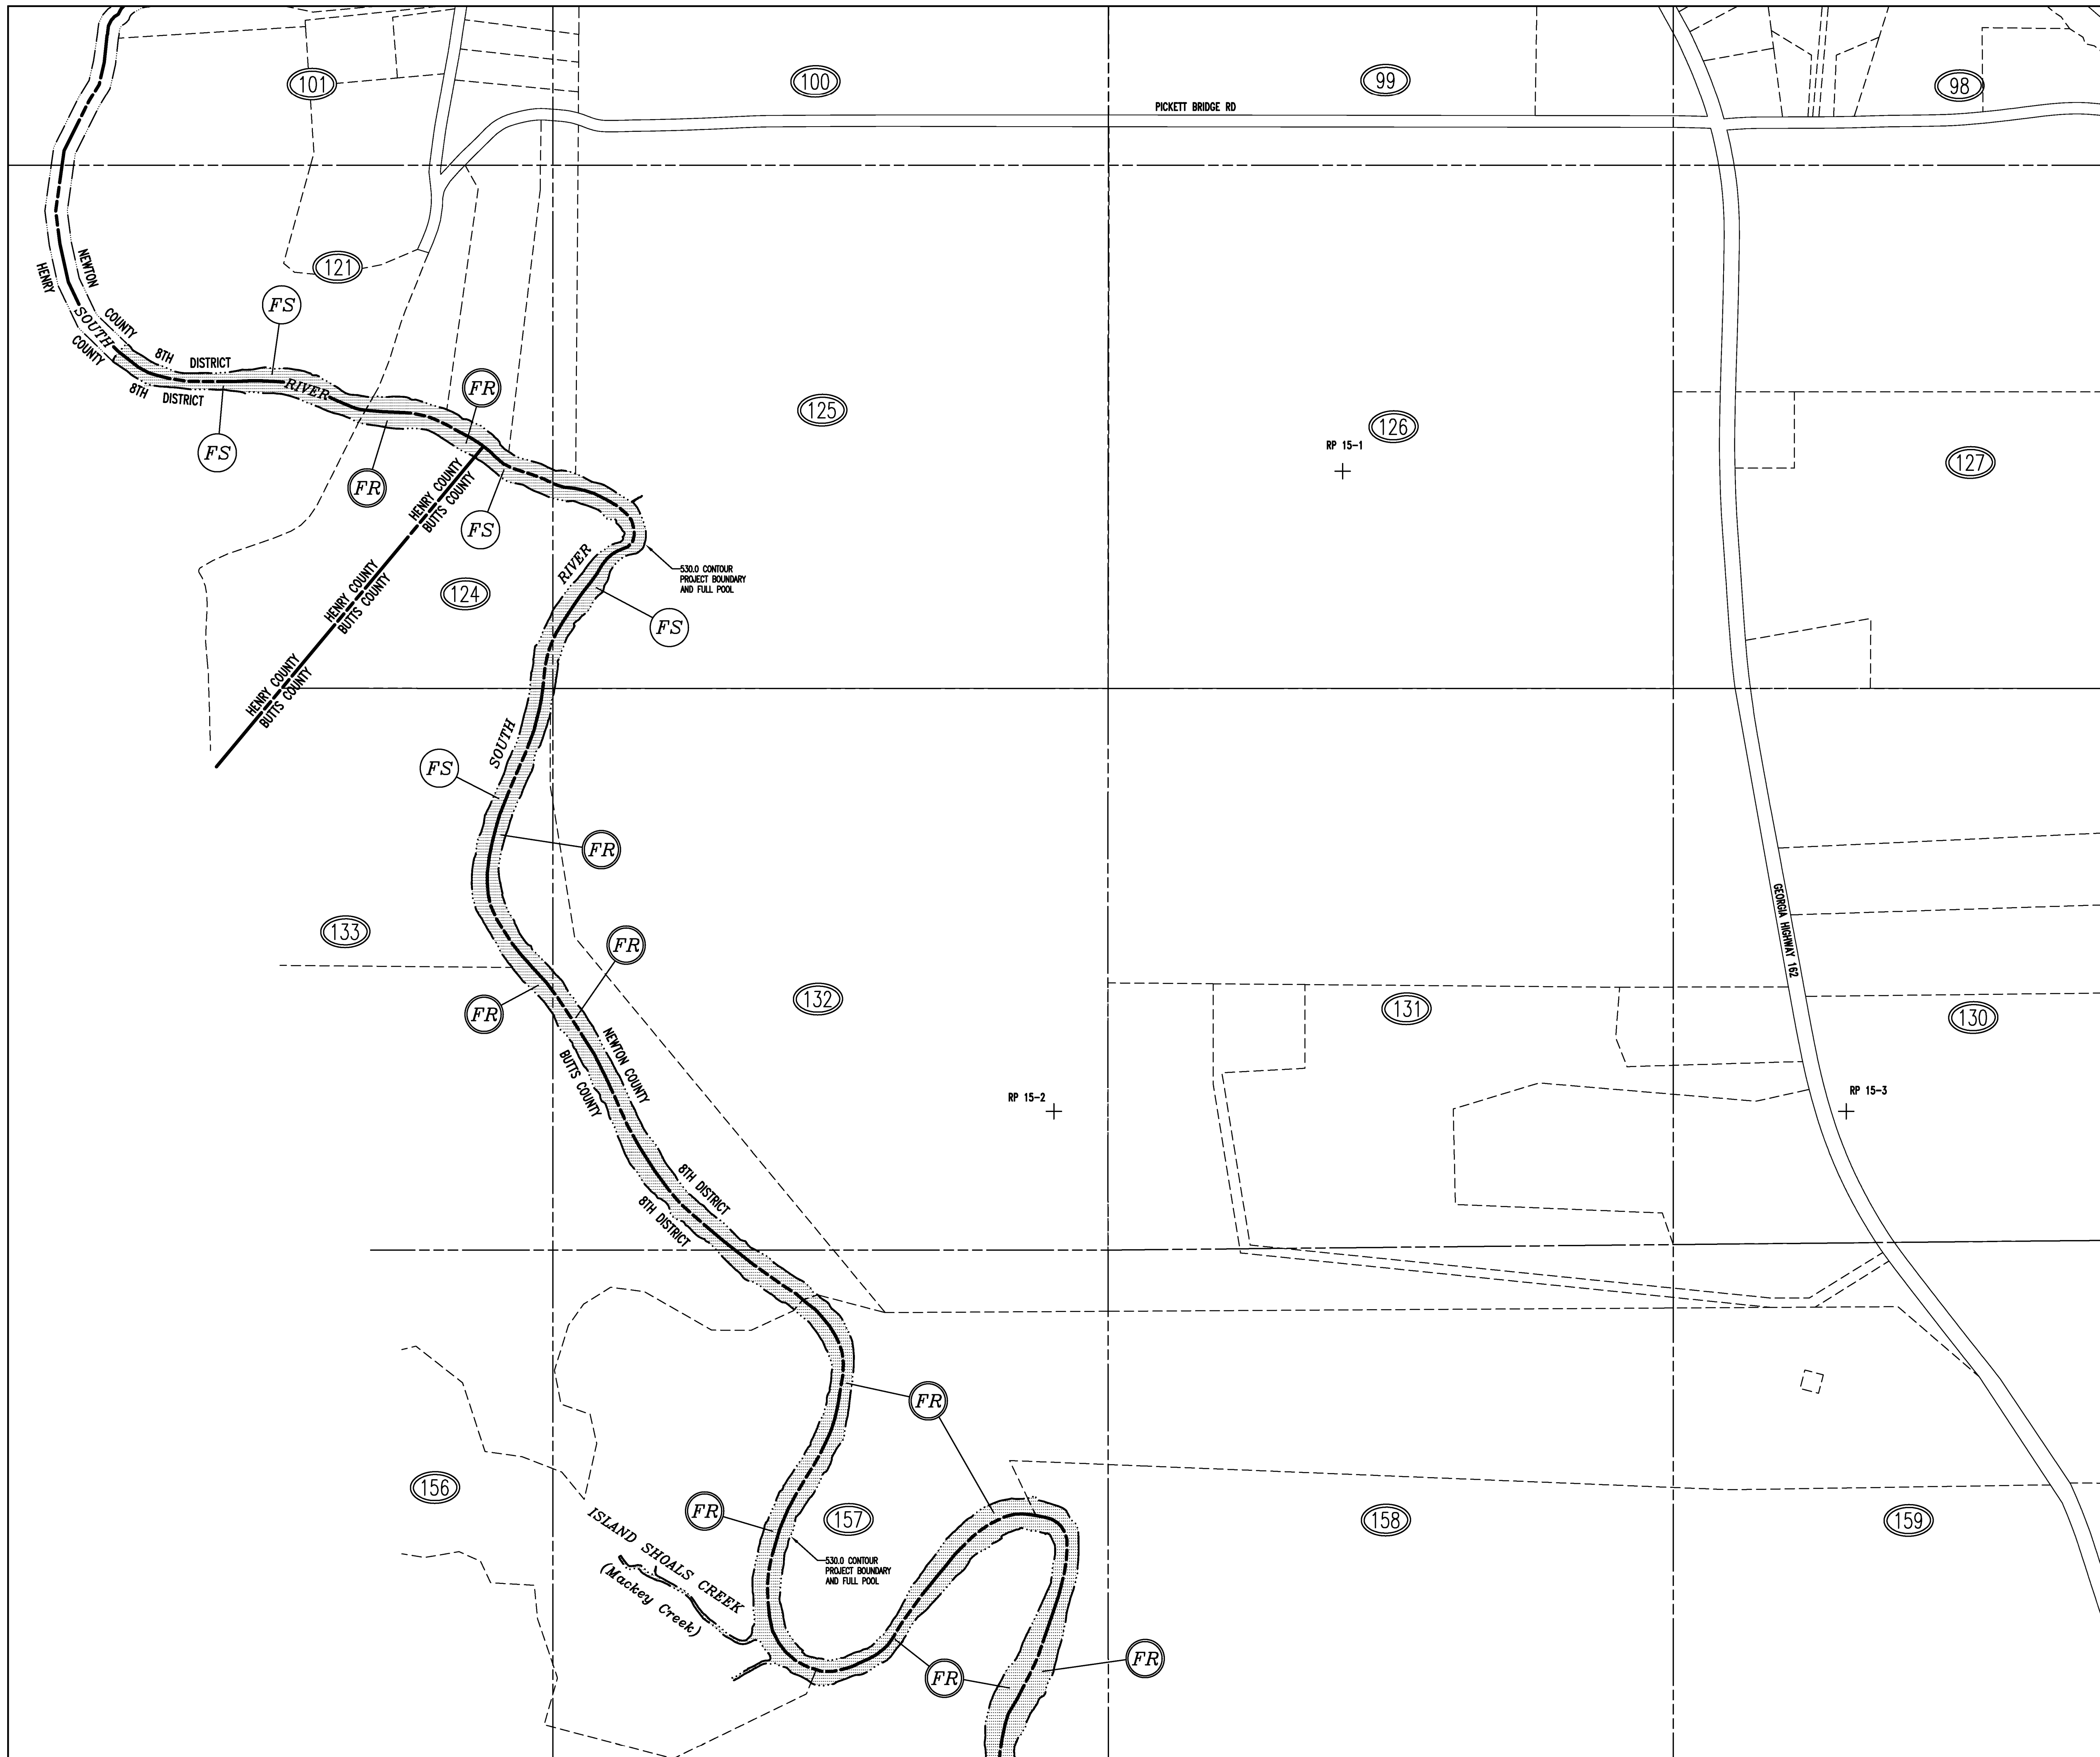 101
100
99
98
PICKETT BRIDGE RD
121
NEWTON
COUNTY
HENRY
COUNTY
SOUTH
RIVER
8TH
DISTRICT
8TH
DISTRICT
FS
FS
FR
FR
FS
HENRY COUNTY
BUTTS COUNTY
HENRY COUNTY
BUTTS COUNTY
HENRY COUNTY
BUTTS COUNTY
125
126
RP 15-1
127
124
RIVER
530.0 CONTOUR
PROJECT BOUNDARY
AND FULL POOL
FS
SOUTH
FS
FR
133
FR
FR
132
131
130
GEORGIA HIGHWAY 162
NEWTON COUNTY
BUTTS COUNTY
RP 15-2
RP 15-3
8TH DISTRICT
8TH DISTRICT
FR
156
FR
157
158
159
ISLAND SHOALS CREEK
(Mackey Creek)
530.0 CONTOUR
PROJECT BOUNDARY
AND FULL POOL
FR
FR